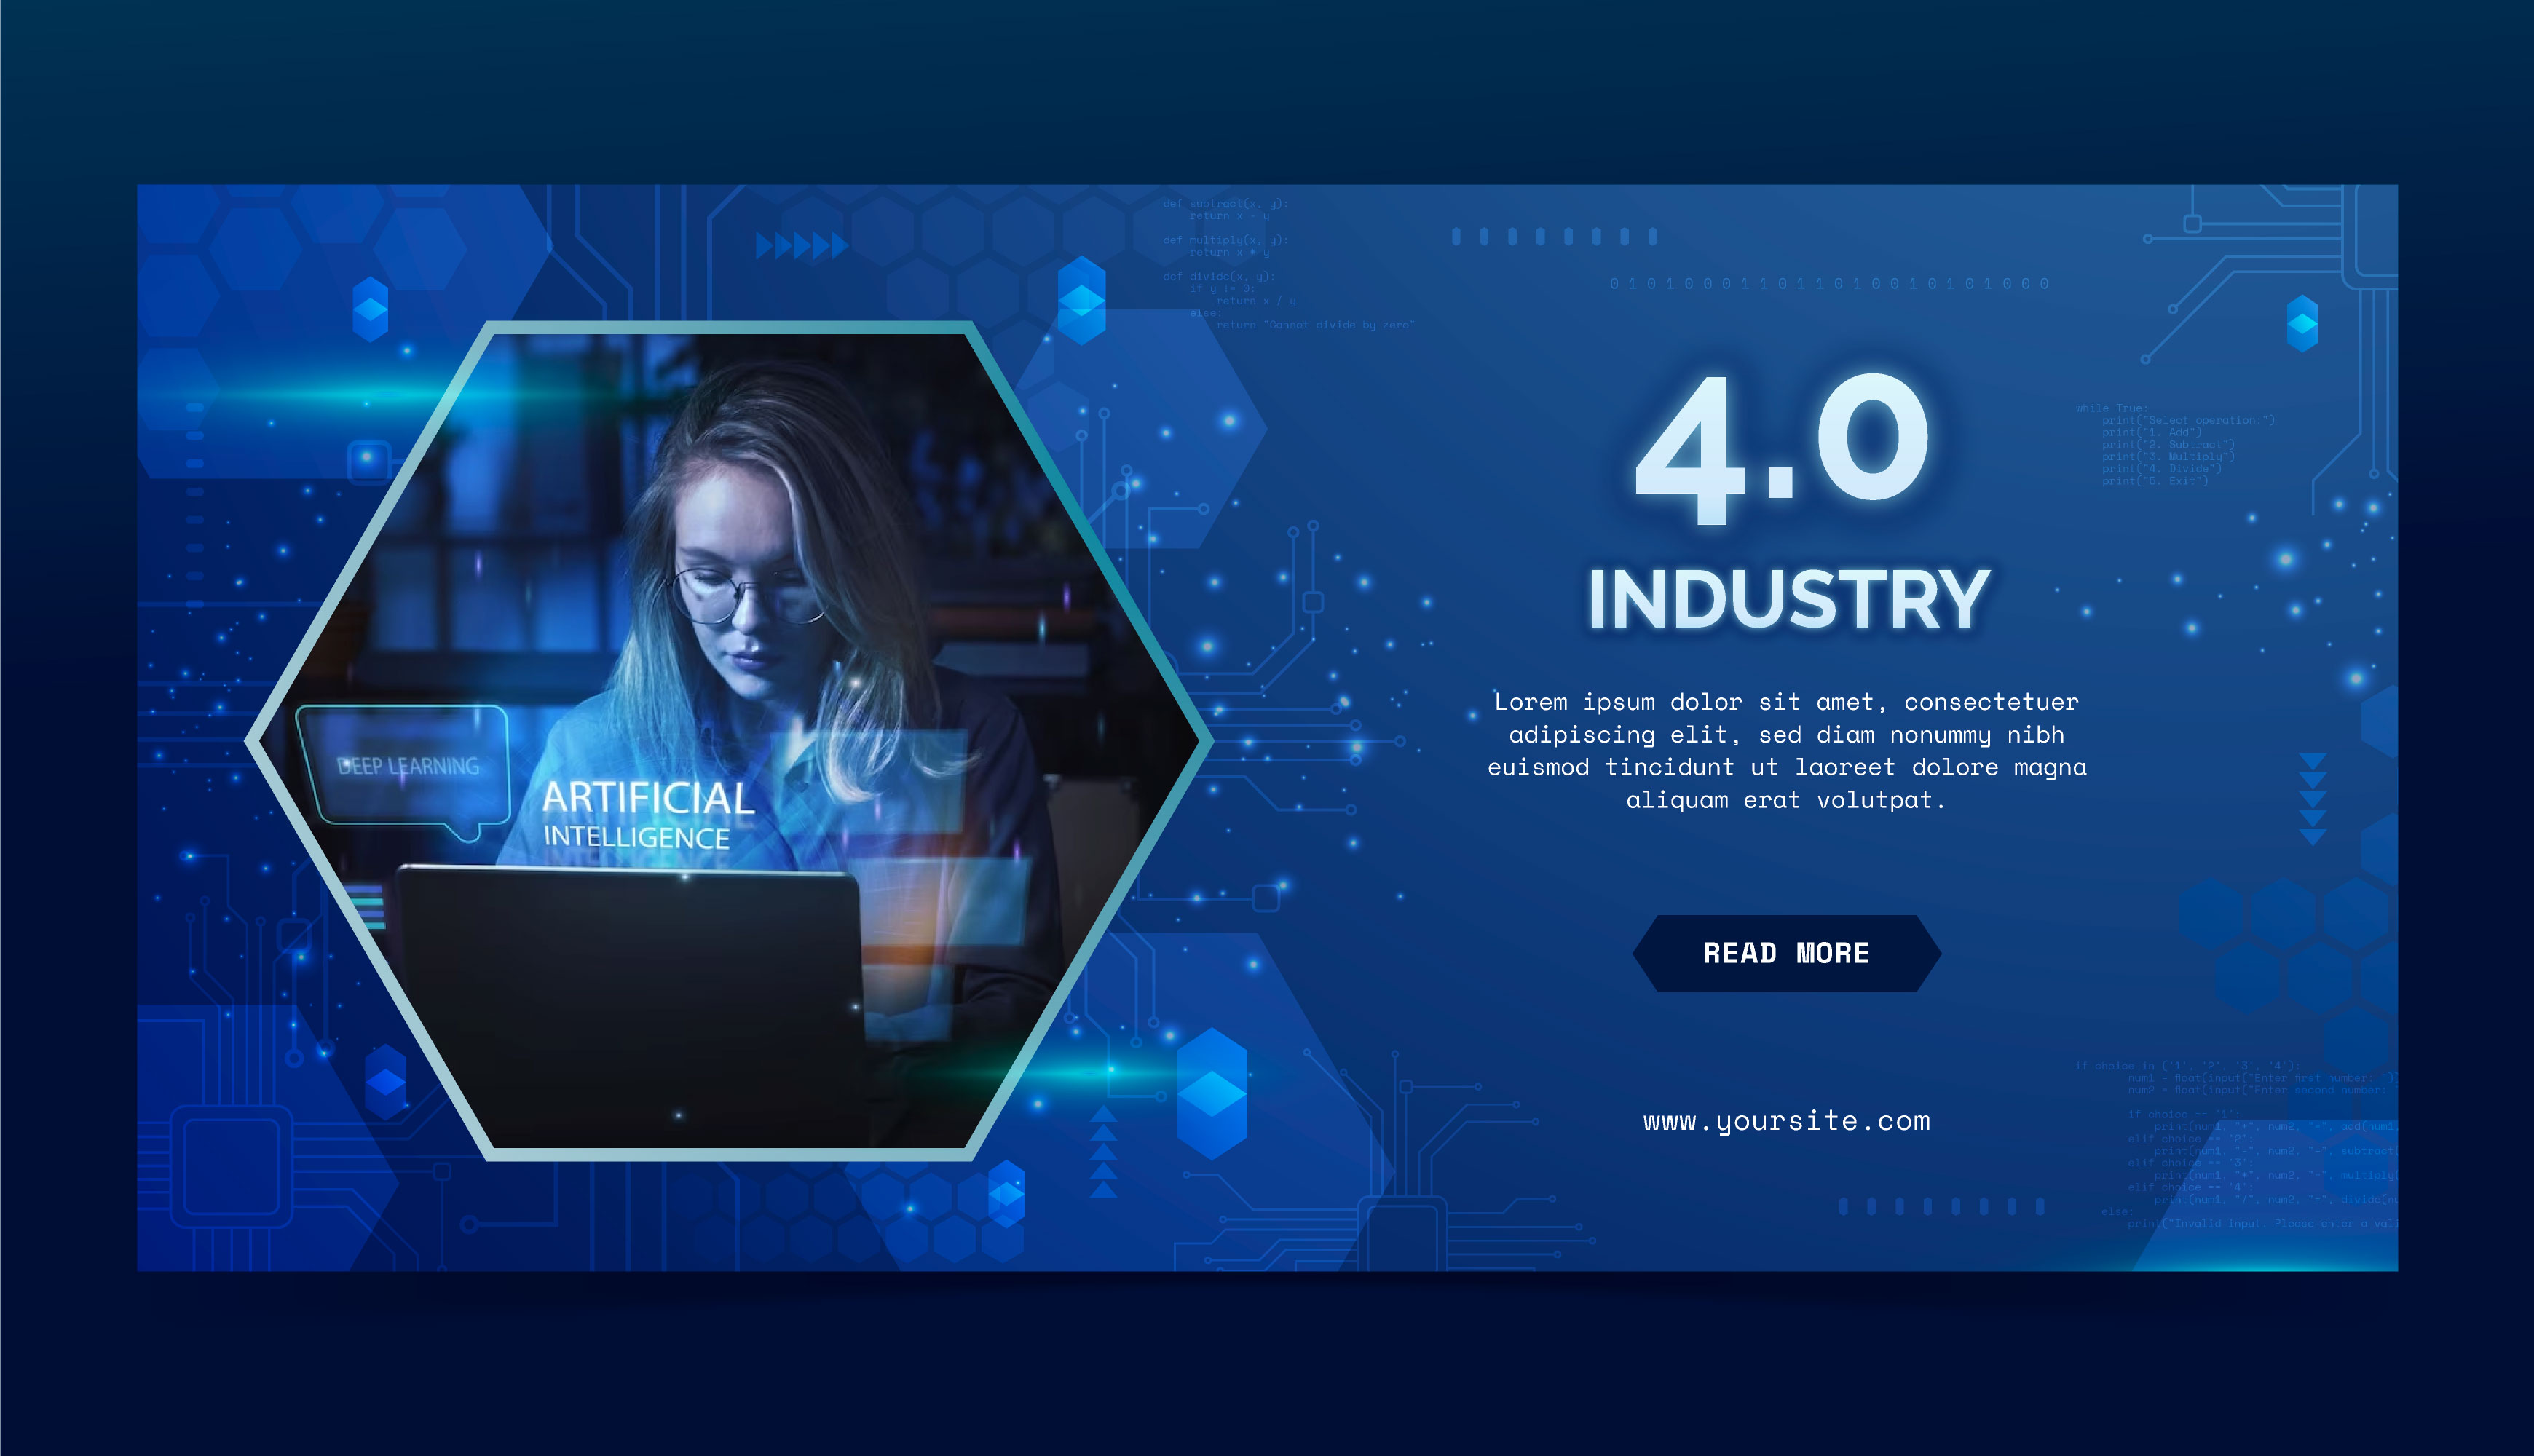 def subtract(x, y):
return x - y
def multiply(x, y):
return x * y
def divide(x, y):
if y != 0:
return x / y
else:
return "Cannot divide by zero"
0 1 0 1 0 0 0 1 1 0 1 1 0 1 0 0 1 0 1 0 1 0 0 0
4.0
INDUSTRY
while True:
print("Select operation:")
print("1. Add")
print("2. Subtract")
print("3. Multiply")
print("4. Divide")
print("5. Exit")
Lorem ipsum dolor sit amet, consectetuer
adipiscing elit, sed diam nonummy nibh
euismod tincidunt ut laoreet dolore magna
aliquam erat volutpat.
DEEP LEARNING
ARTIFICIAL
INTELLIGENCE
READ MORE
www.yoursite.com
if choice in ('1', '2', '3', '4'):
num1 = float(input("Enter first number: ")
num2 = float(input("Enter second number:
if choice == '1':
print(num1, "+", num2, "=", add(num1,
elif choice == '2':
print(num1, "-", num2, "=", subtract(
elif choice == '3':
print(num1, "*", num2, "=", multiply(
elif choice == '4':
print(num1, "/", num2, "=", divide(nu
else:
print("Invalid input. Please enter a vali